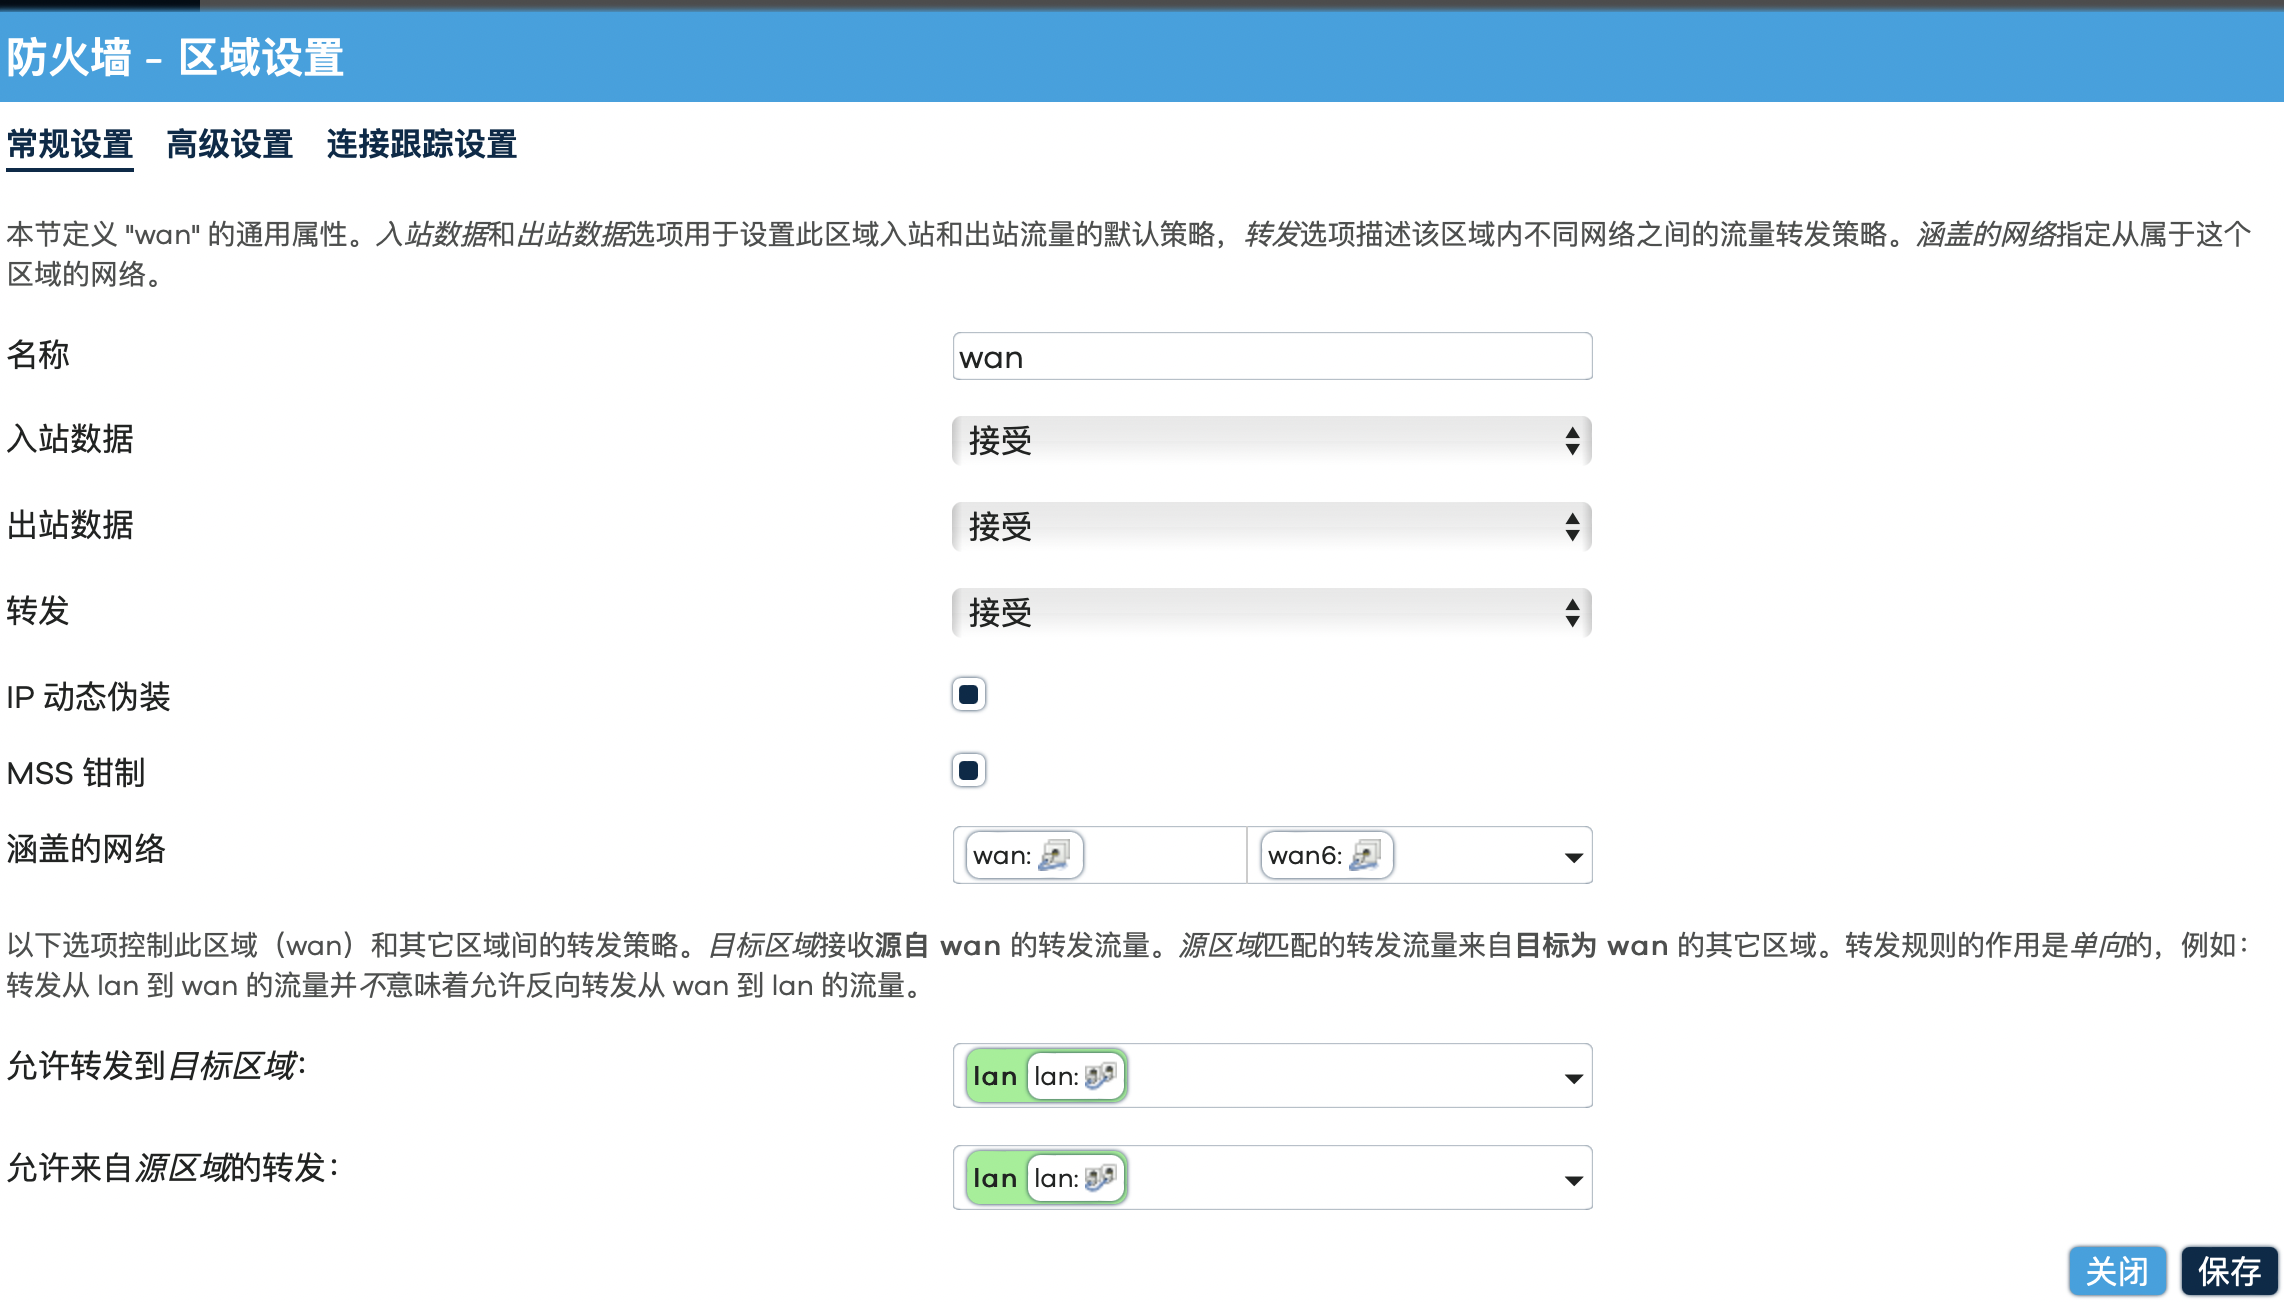 防火墙 - 区域设置
常规设置 高级设置 连接跟踪设置
本节定义 "wan" 的通用属性。入站数据和出站数据选项用于设置此区域入站和出站流量的默认策略，转发选项描述该区域内不同网络之间的流量转发策略。涵盖的网络指定从属于这个
区域的网络。
名称 wan
入站数据 接受
出站数据 接受
转发 接受
IP 动态伪装
MSS 钳制
涵盖的网络 wan: wan6:
以下选项控制此区域（wan）和其它区域间的转发策略。目标区域接收源自 wan 的转发流量。源区域匹配的转发流量来自目标为 wan 的其它区域。转发规则的作用是单向的，例如：
转发从 lan 到 wan 的流量并不意味着允许反向转发从 wan 到 lan 的流量。
允许转发到目标区域： lan lan:
允许来自源区域的转发： lan lan:
关闭 保存